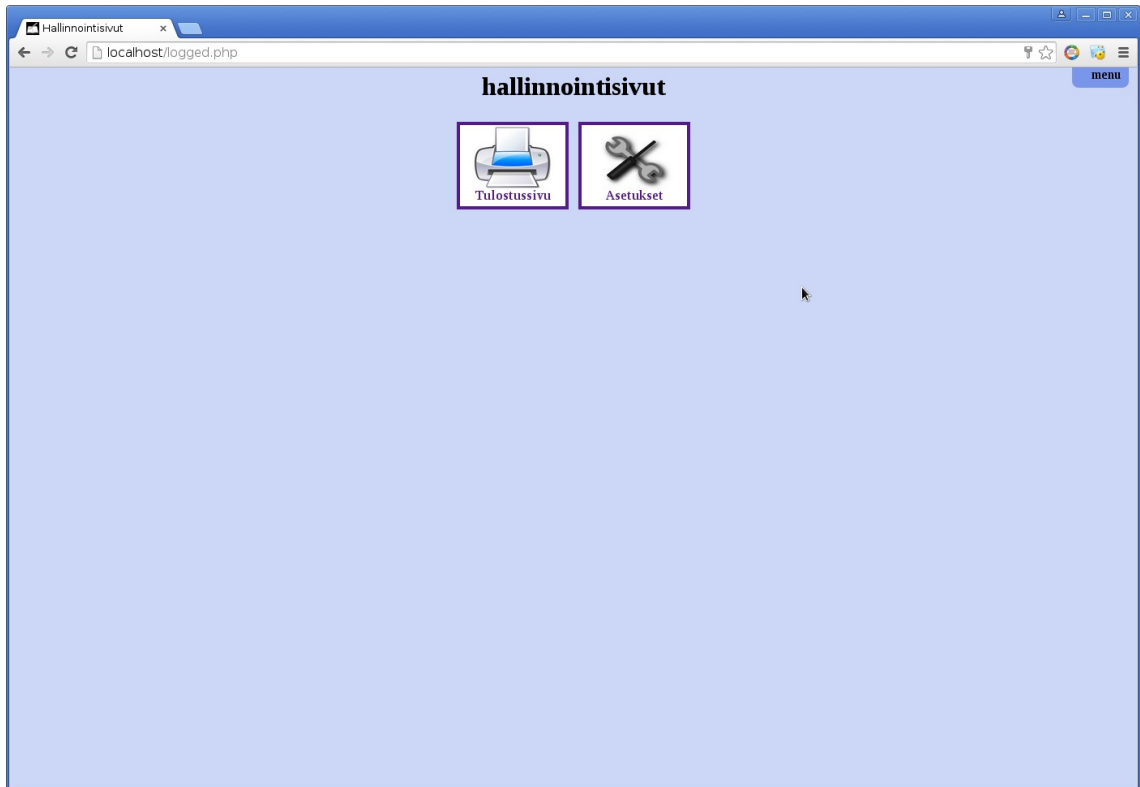 Hallinnointisivut
localhost/logged.php
menu
hallinnointisivut
Tulostussivu
Asetukset